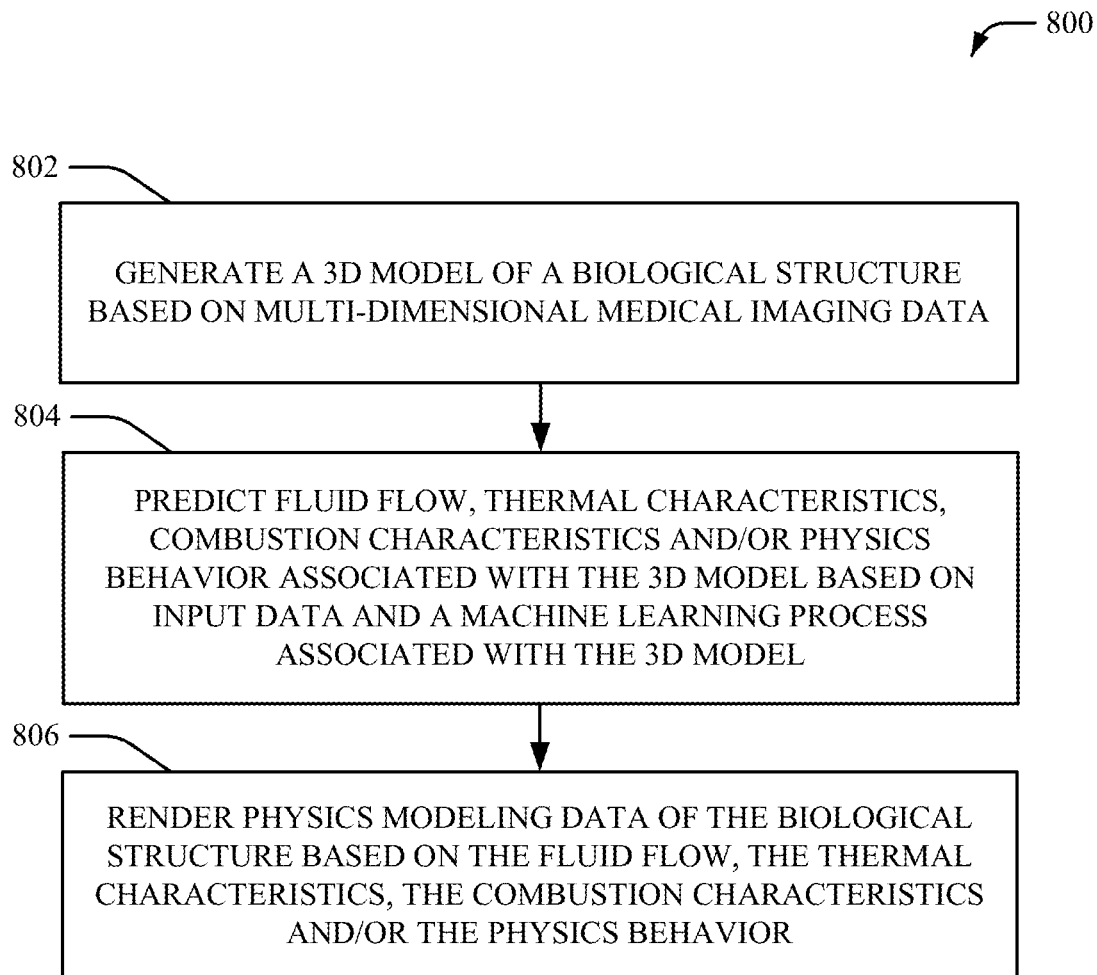 800
802
GENERATE A 3D MODEL OF A BIOLOGICAL STRUCTURE
BASED ON MULTI-DIMENSIONAL MEDICAL IMAGING DATA
804
PREDICT FLUID FLOW, THERMAL CHARACTERISTICS,
COMBUSTION CHARACTERISTICS AND/OR PHYSICS
BEHAVIOR ASSOCIATED WITH THE 3D MODEL BASED ON
INPUT DATA AND A MACHINE LEARNING PROCESS
ASSOCIATED WITH THE 3D MODEL
806
RENDER PHYSICS MODELING DATA OF THE BIOLOGICAL
STRUCTURE BASED ON THE FLUID FLOW, THE THERMAL
CHARACTERISTICS, THE COMBUSTION CHARACTERISTICS
AND/OR THE PHYSICS BEHAVIOR